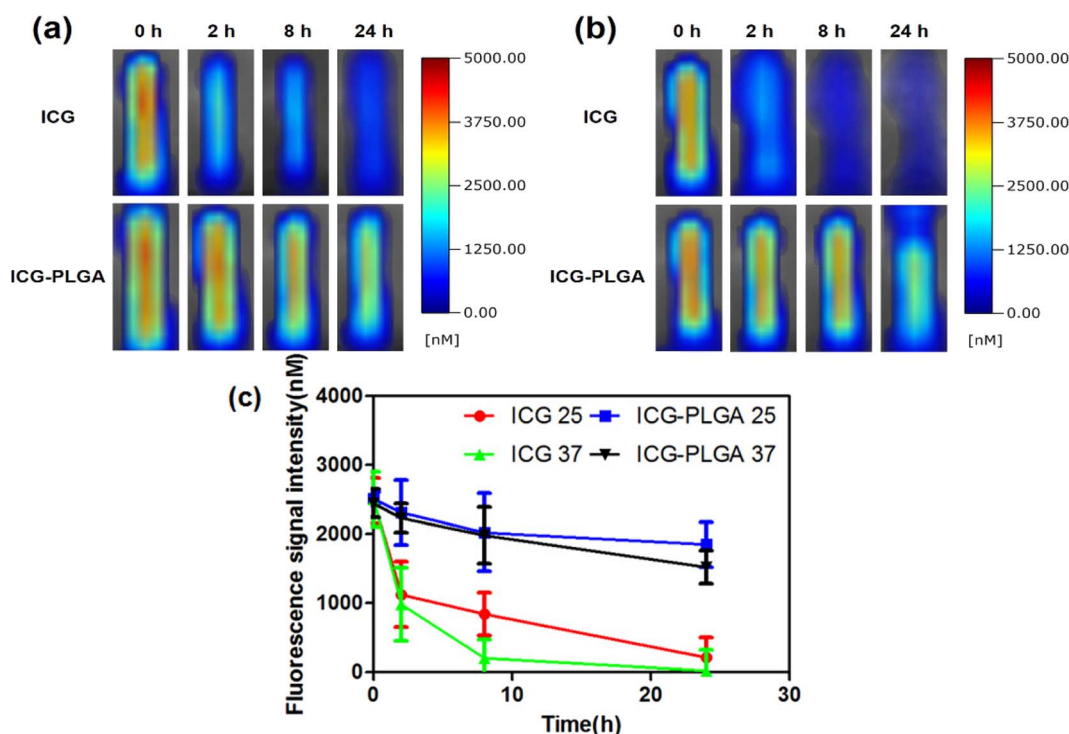 (a)
0 h 2 h 8 h 24 h
ICG
ICG-PLGA
5000.00
3750.00
2500.00
1250.00
0.00
[nM]
(b)
0 h 2 h 8 h 24 h
ICG
ICG-PLGA
5000.00
3750.00
2500.00
1250.00
0.00
[nM]
(c)
Fluorescence signal intensity(nM)
4000
3000
2000
1000
0
ICG 25 ICG-PLGA 25
ICG 37 ICG-PLGA 37
0 10 20 30
Time(h)